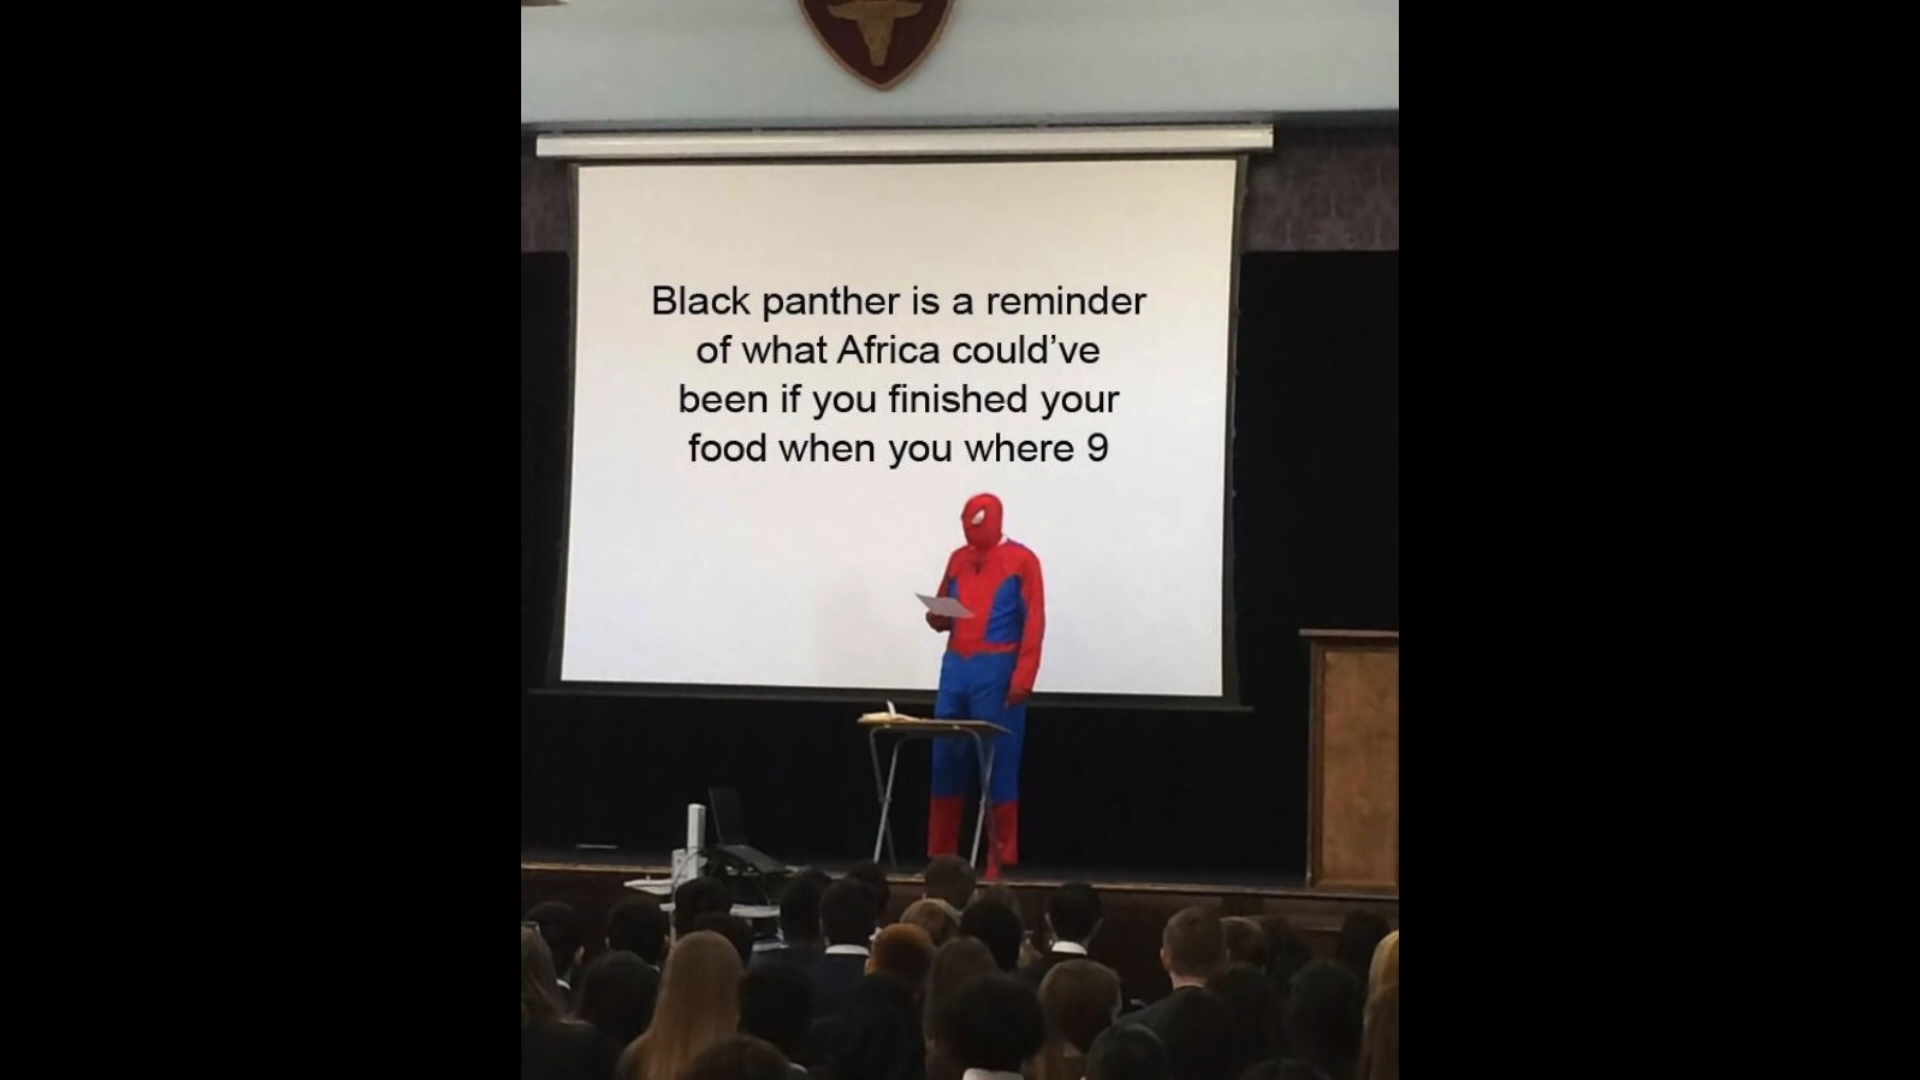 Black panther is a reminder
of what Africa could’ve
been if you finished your
food when you where 9